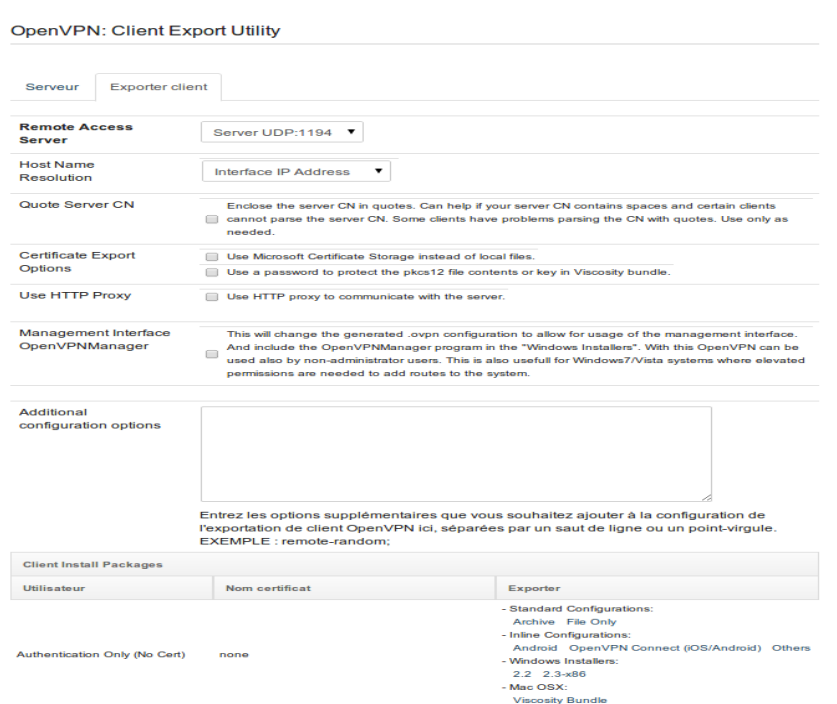 OpenVPN: Client Export Utility
Serveur
Exporter client
Remote Access
Server
Server UDP:1194
Host Name
Resolution
Interface IP Address
Quote Server CN
Enclose the server CN in quotes. Can help if your server CN contains spaces and certain clients
cannot parse the server CN. Some clients have problems parsing the CN with quotes. Use only as
needed.
Certificate Export
Options
Use Microsoft Certificate Storage instead of local files.
Use a password to protect the pkcs12 file contents or key in Viscosity bundle.
Use HTTP Proxy
Use HTTP proxy to communicate with the server.
Management Interface
OpenVPNManager
This will change the generated .ovpn configuration to allow for usage of the management interface.
And include the OpenVPNManager program in the "Windows Installers". With this OpenVPN can be
used also by non-administrator users. This is also usefull for Windows7/Vista systems where elevated
permissions are needed to add routes to the system.
Additional
configuration options
Entrez les options supplémentaires que vous souhaitez ajouter à la configuration de
l'exportation de client OpenVPN ici, séparées par un saut de ligne ou un point-virgule.
EXEMPLE : remote-random;
Client Install Packages
Utilisateur
Nom certificat
Exporter
Authentication Only (No Cert)
none
- Standard Configurations:
Archive File Only
- Inline Configurations:
Android OpenVPN Connect (iOS/Android) Others
- Windows Installers:
2.2 2.3-x86
- Mac OSX:
Viscosity Bundle